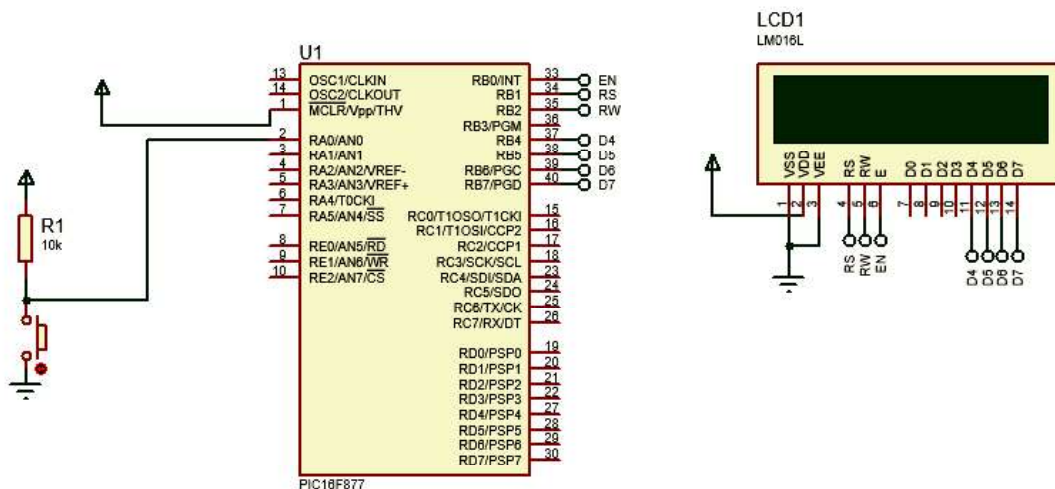 U1
13 OSC1/CLKIN RB0/INT 33 EN
14 OSC2/CLKOUT RB1 34 RS
1 MCLR/Vpp/THV RB2 35 RW
RB3/PGM 36
2 RA0/AN0 RB4 37 D4
3 RA1/AN1 RB5 38 D5
4 RA2/AN2/VREF- RB6/PGC 39 D6
5 RA3/AN3/VREF+ RB7/PGD 40 D7
6 RA4/T0CKI
7 RA5/AN4/SS RC0/T1OSO/T1CKI 15
RC1/T1OSI/CCP2 16
8 RE0/AN5/RD RC2/CCP1 17
9 RE1/AN6/WR RC3/SCK/SCL 18
10 RE2/AN7/CS RC4/SDI/SDA 23
RC5/SDO 24
RC6/TX/CK 25
RC7/RX/DT 26
RD0/PSP0 19
RD1/PSP1 20
RD2/PSP2 21
RD3/PSP3 22
RD4/PSP4 27
RD5/PSP5 28
RD6/PSP6 29
RD7/PSP7 30
PIC16F877
R1
10k
LCD1
LM016L
VSS VDD VEE RS RW E D0 D1 D2 D3 D4 D5 D6 D7
1 2 3 4 5 6 7 8 9 10 11 12 13 14
RS RW EN D4 D5 D6 D7